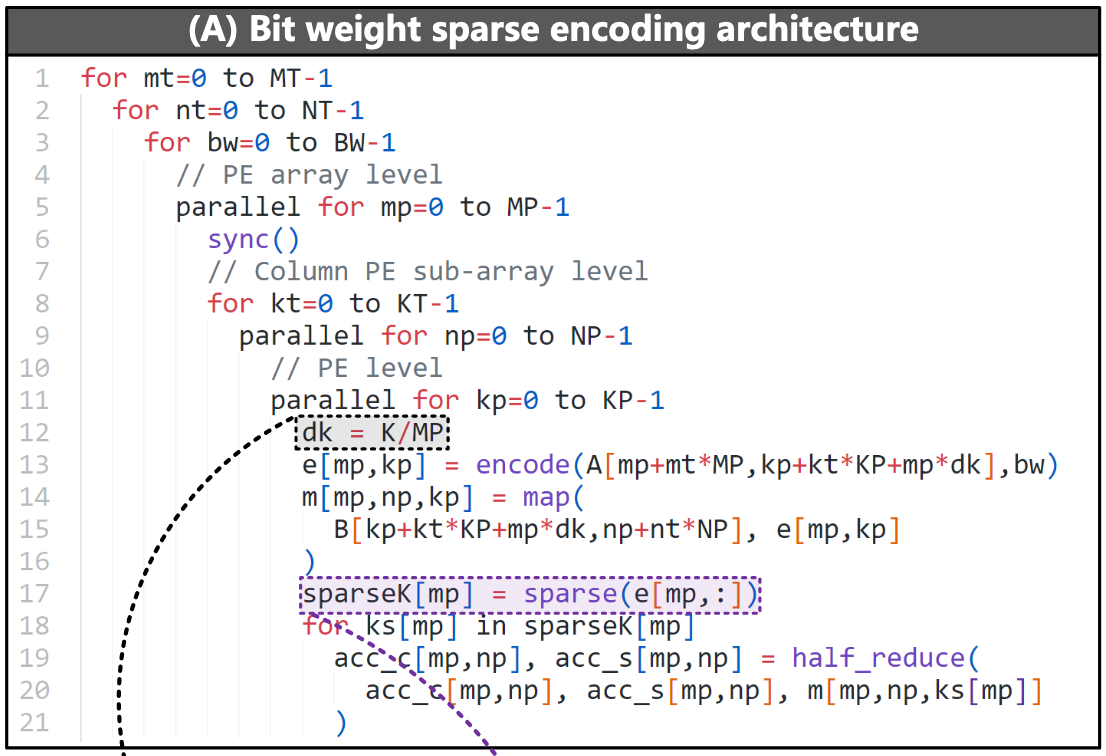 (A) Bit weight sparse encoding architecture
1 for mt=0 to MT-1
2 for nt=0 to NT-1
3 for bw=0 to BW-1
4 // PE array level
5 parallel for mp=0 to MP-1
6 sync()
7 // Column PE sub-array level
8 for kt=0 to KT-1
9 parallel for np=0 to NP-1
10 // PE level
11 parallel for kp=0 to KP-1
12 dk = K/MP
13 e[mp,kp] = encode(A[mp+mt*MP,kp+kt*KP+mp*dk],bw)
14 m[mp,np,kp] = map(
15 B[kp+kt*KP+mp*dk,np+nt*NP], e[mp,kp]
16 )
17 sparseK[mp] = sparse(e[mp,:])
18 for ks[mp] in sparseK[mp]
19 acc_c[mp,np], acc_s[mp,np] = half_reduce(
20 acc_c[mp,np], acc_s[mp,np], m[mp,np,ks[mp]]
21 )